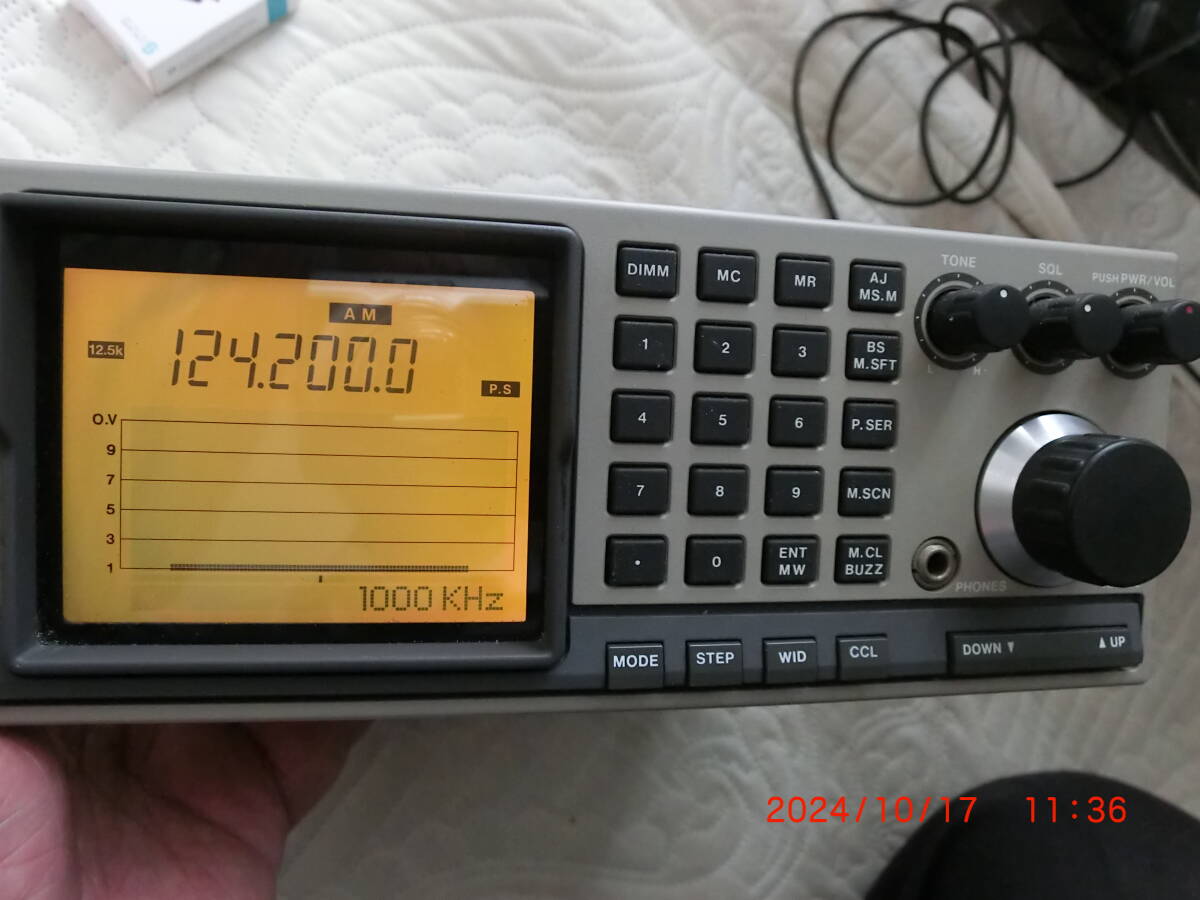 AM
12.5k
124.200.0
P.S
O.V
9
7
5
3
1
1000 KHz
DIMM
MC
MR
AJ
MS.M
1
2
3
BS
M.SFT
4
5
6
P.SER
7
8
9
M.SCN
.
0
ENT
MW
M.CL
BUZZ
TONE
SQL
PUSH PWR/VOL
L
H
PHONES
MODE
STEP
WID
CCL
DOWN ▼
▲ UP
2024/10/17 11:36